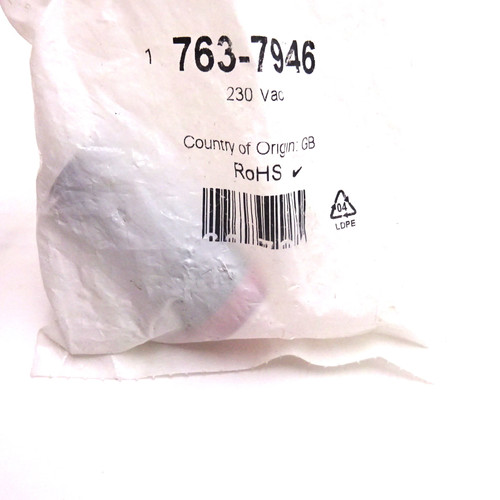 1 763-7946
230 Vac
Country of Origin: GB
RoHS ✓
04
LDPE